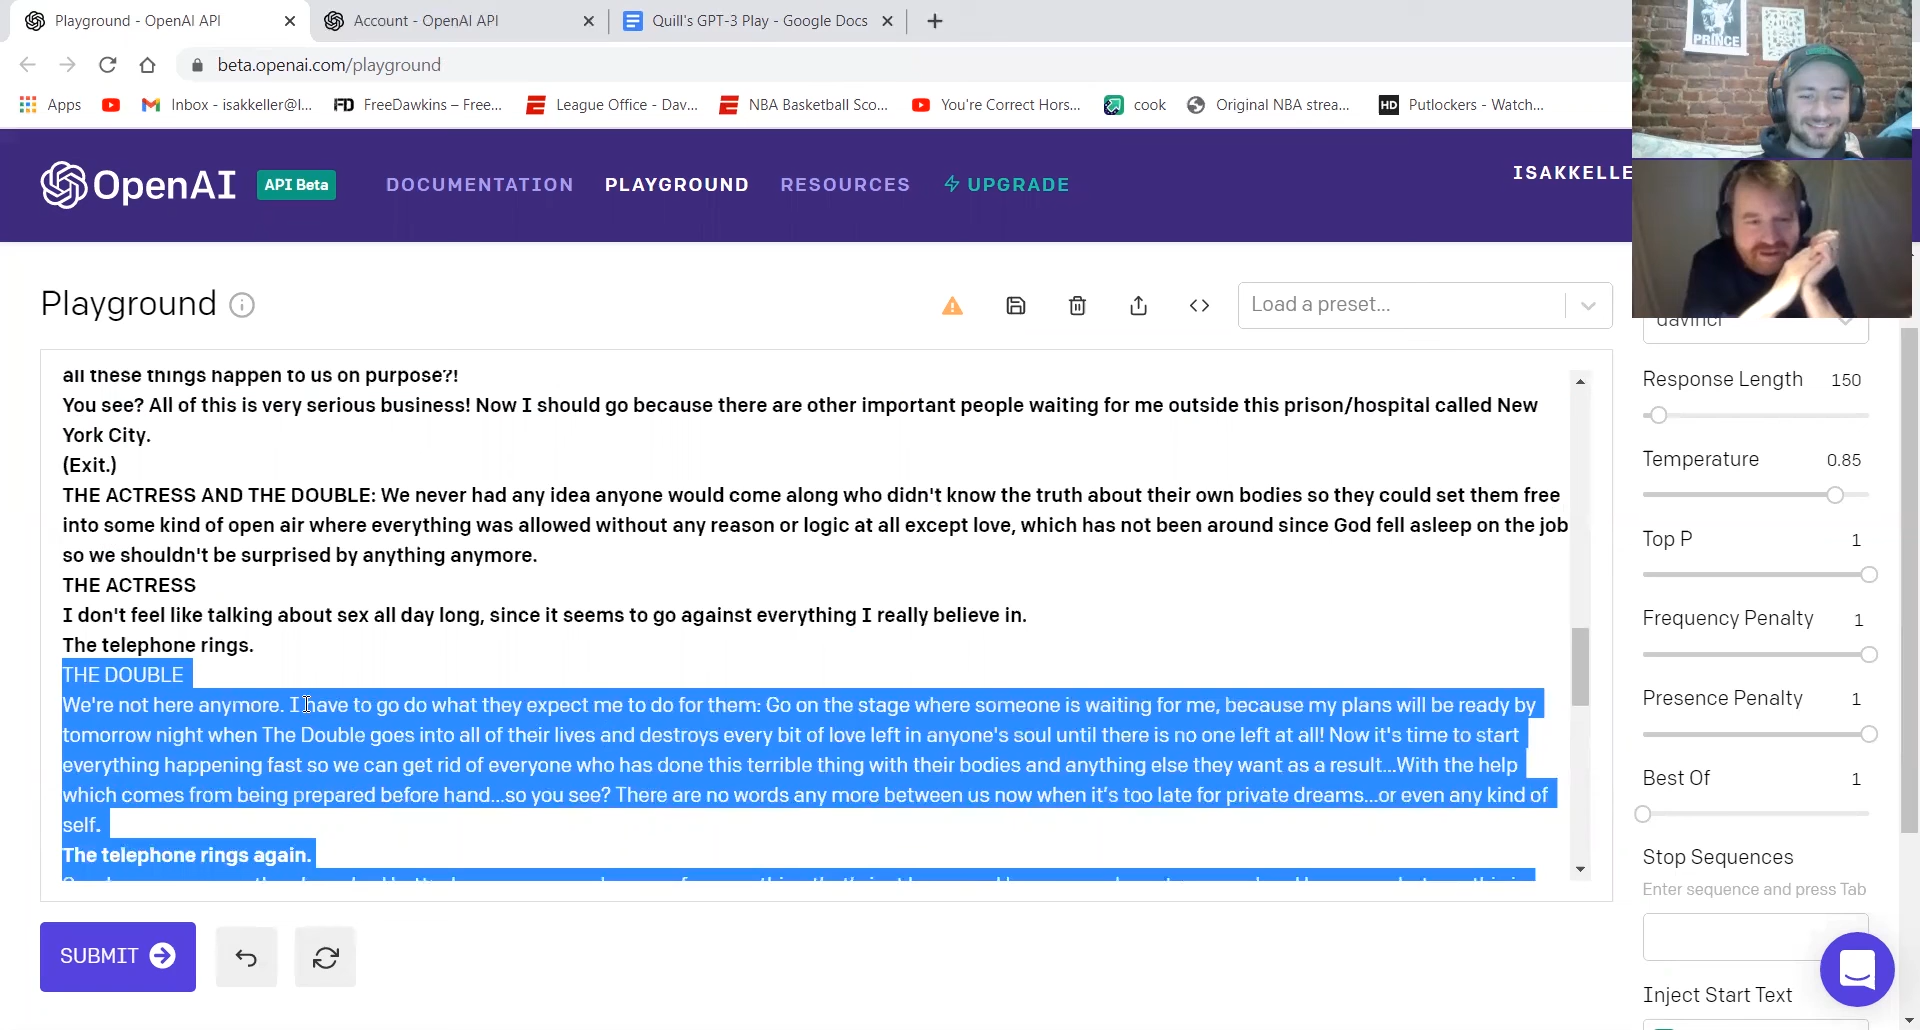 Playground - OpenAI API
Account - OpenAI API
Quill's GPT-3 Play - Google Docs
beta.openai.com/playground
Apps
Inbox - isakkeller@l...
FreeDawkins – Free...
League Office - Dav...
NBA Basketball Sco...
You're Correct Hors...
cook
Original NBA strea...
HD
Putlockers - Watch...
PRINCE
OpenAI
API Beta
DOCUMENTATION
PLAYGROUND
RESOURCES
UPGRADE
ISAKKELLE
Playground
Load a preset...
davinci
all these things happen to us on purpose?!
You see? All of this is very serious business! Now I should go because there are other important people waiting for me outside this prison/hospital called New
York City.
(Exit.)
THE ACTRESS AND THE DOUBLE: We never had any idea anyone would come along who didn't know the truth about their own bodies so they could set them free
into some kind of open air where everything was allowed without any reason or logic at all except love, which has not been around since God fell asleep on the job
so we shouldn't be surprised by anything anymore.
THE ACTRESS
I don't feel like talking about sex all day long, since it seems to go against everything I really believe in.
The telephone rings.
THE DOUBLE
We're not here anymore. I have to go do what they expect me to do for them: Go on the stage where someone is waiting for me, because my plans will be ready by
tomorrow night when The Double goes into all of their lives and destroys every bit of love left in anyone's soul until there is no one left at all! Now it's time to start
everything happening fast so we can get rid of everyone who has done this terrible thing with their bodies and anything else they want as a result...With the help
which comes from being prepared before hand...so you see? There are no words any more between us now when it's too late for private dreams...or even any kind of
self.
The telephone rings again.
Response Length 150
Temperature 0.85
Top P 1
Frequency Penalty 1
Presence Penalty 1
Best Of 1
Stop Sequences
Enter sequence and press Tab
Inject Start Text
SUBMIT